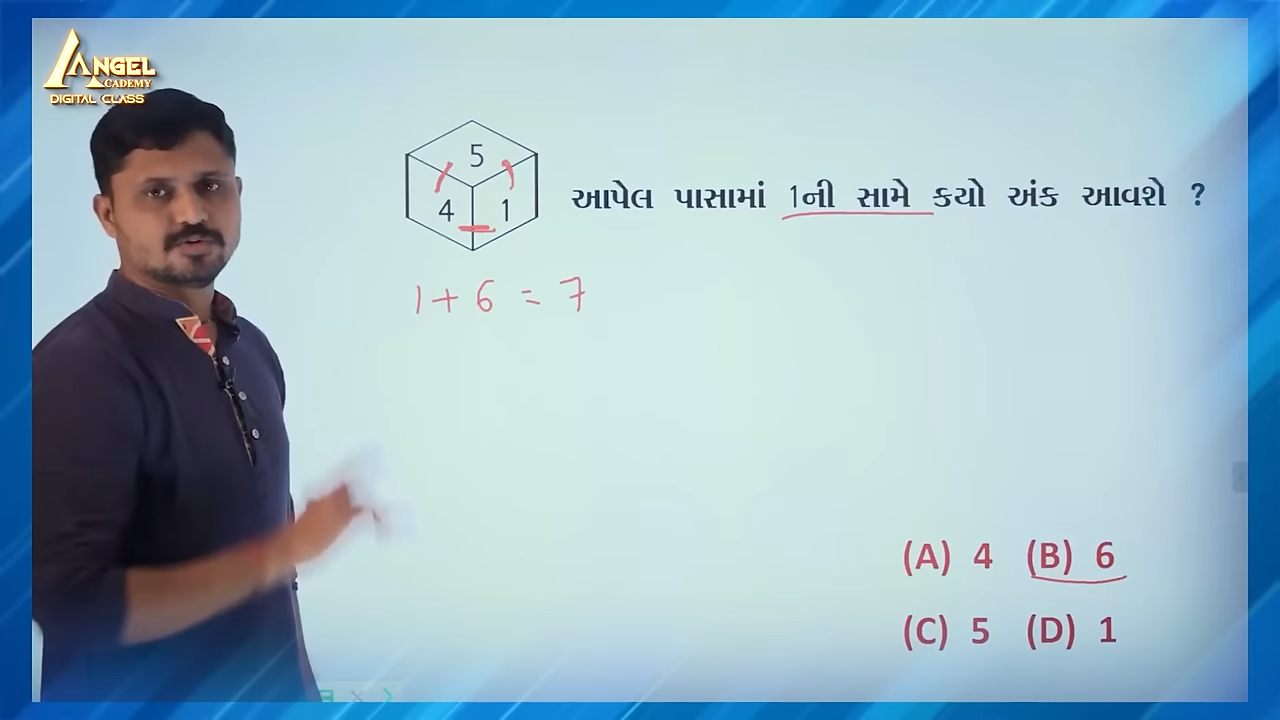 ANGEL
ACADEMY
DIGITAL CLASS
5
4 1
આપેલ પાસામાં 1ની સામે કયો અંક આવશે ?
1 + 6 = 7
(A) 4 (B) 6
(C) 5 (D) 1